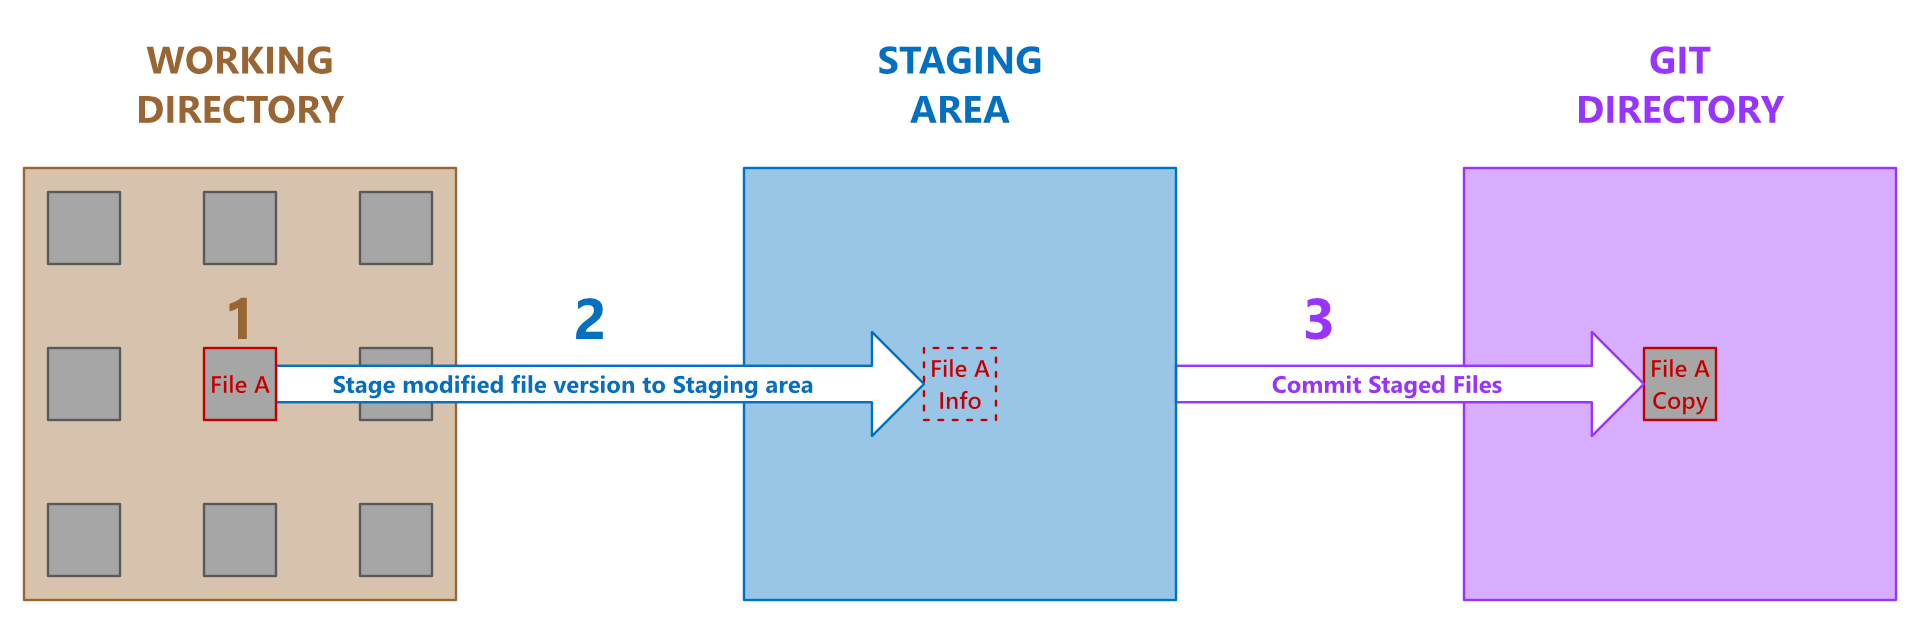 WORKING
DIRECTORY
STAGING
AREA
GIT
DIRECTORY
1
2
3
File A
Stage modified file version to Staging area
File A
Info
Commit Staged Files
File A
Copy